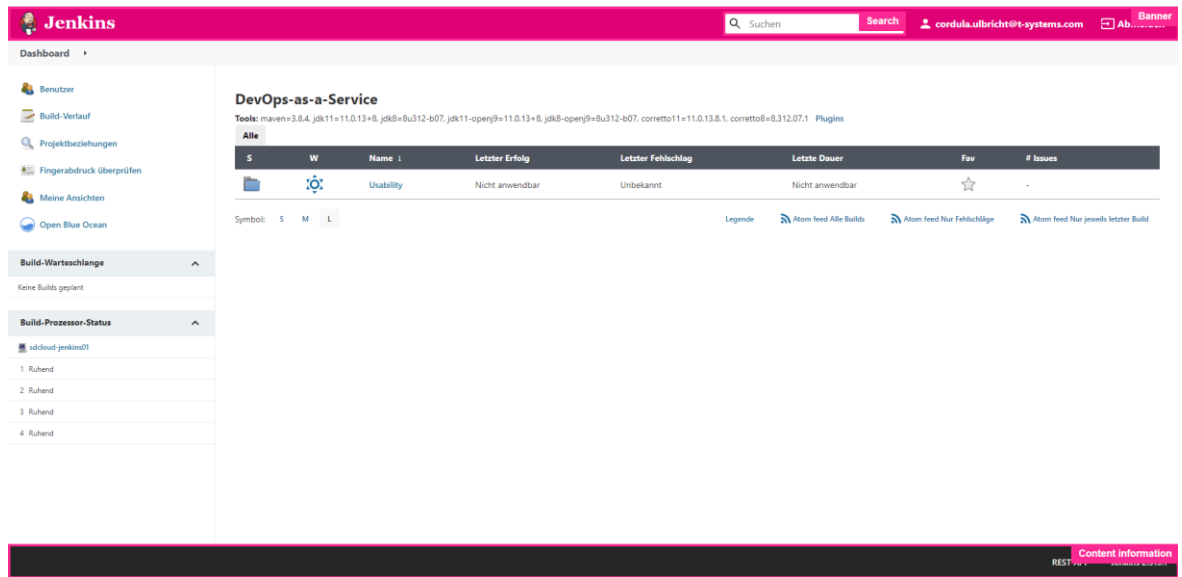 Jenkins
Suchen
Search
cordula.ulbricht@t-systems.com
Banner
Dashboard
Benutzer
Build-Verlauf
Projektbeziehungen
Fingerabdruck überprüfen
Meine Ansichten
Open Blue Ocean
Build-Warteschlange
Keine Builds geplant
Build-Prozessor-Status
sdcloud-jenkins01
1 Ruhend
2 Ruhend
3 Ruhend
4 Ruhend
DevOps-as-a-Service
Tools: maven=3.8.4, jdk11=11.0.13+8, jdk8=8u312-b07, jdk11-openj9=11.0.13+8, jdk8-openj9=8u312-b07, corretto11=11.0.13.8.1, corretto8=8.312.07.1 Plugins
Alle
S W Name ↓ Letzter Erfolg Letzter Fehlschlag Letzte Dauer Fav # Issues
Usability Nicht anwendbar Unbekannt Nicht anwendbar -
Symbol: S M L Legende Atom feed Alle Builds Atom feed Nur Fehlschläge Atom feed Nur jeweils letzter Build
Content information
REST